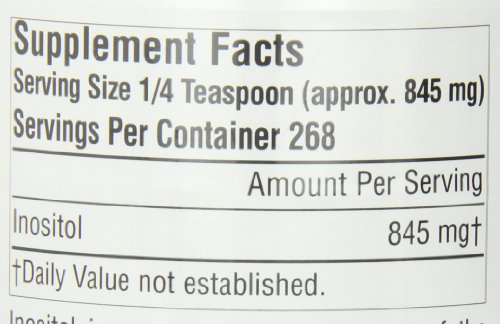 Supplement Facts
Serving Size 1/4 Teaspoon (approx. 845 mg)
Servings Per Container 268
Amount Per Serving
Inositol 845 mg†
†Daily Value not established.